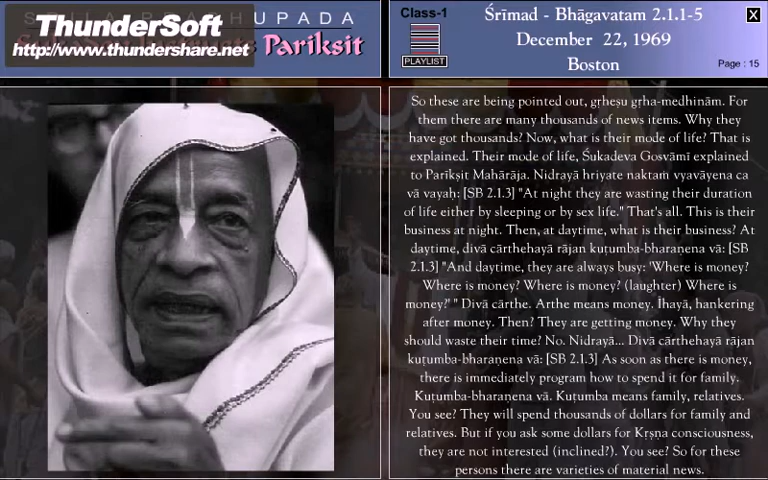 SRILA PRABHUPADA
ThunderSoft
http://www.thundershare.net
Pariksit
Class-1
PLAYLIST
Śrīmad - Bhāgavatam 2.1.1-5
December 22, 1969
Boston
X
Page : 15
So these are being pointed out, gṛheṣu gṛha-medhinām. For
them there are many thousands of news items. Why they
have got thousands? Now, what is their mode of life? That is
explained. Their mode of life, Śukadeva Gosvāmī explained
to Parīkṣit Mahārāja. Nidrayā hriyate naktaṁ vyavāyena ca
vā vayaḥ: [SB 2.1.3] "At night they are wasting their duration
of life either by sleeping or by sex life." That's all. This is their
business at night. Then, at daytime, what is their business? At
daytime, divā cārthehayā rājan kuṭumba-bharaṇena vā: [SB
2.1.3] "And daytime, they are always busy: 'Where is money?
Where is money? Where is money? (laughter) Where is
money?' " Divā cārthe. Arthe means money. Īhayā, hankering
after money. Then? They are getting money. Why they
should waste their time? No. Nidrayā... Divā cārthehayā rājan
kuṭumba-bharaṇena vā: [SB 2.1.3] As soon as there is money,
there is immediately program how to spend it for family.
Kuṭumba-bharaṇena vā. Kuṭumba means family, relatives.
You see? They will spend thousands of dollars for family and
relatives. But if you ask some dollars for Kṛṣṇa consciousness,
they are not interested (inclined?). You see? So for these
persons there are varieties of material news.